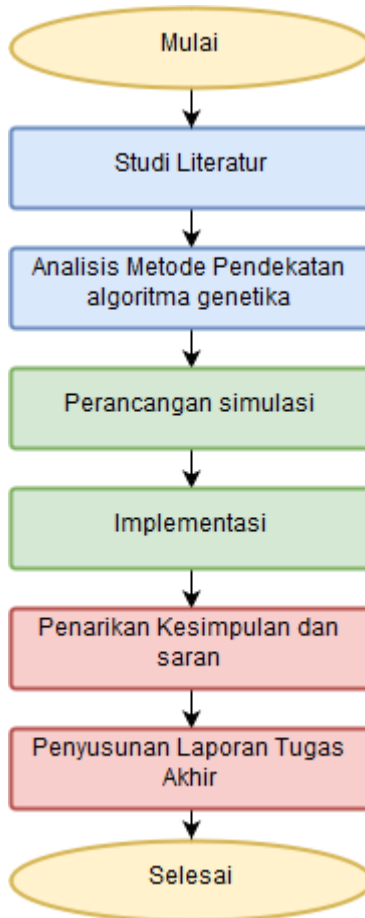 Mulai
Studi Literatur
Analisis Metode Pendekatan
algoritma genetika
Perancangan simulasi
Implementasi
Penarikan Kesimpulan dan
saran
Penyusunan Laporan Tugas
Akhir
Selesai